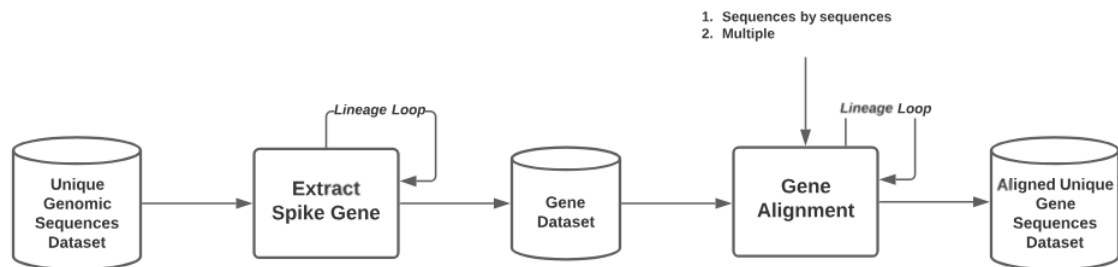 1. Sequences by sequences
2. Multiple
Lineage Loop
Lineage Loop
Unique
Genomic
Sequences
Dataset
Extract
Spike Gene
Gene
Dataset
Gene
Alignment
Aligned Unique
Gene
Sequences
Dataset